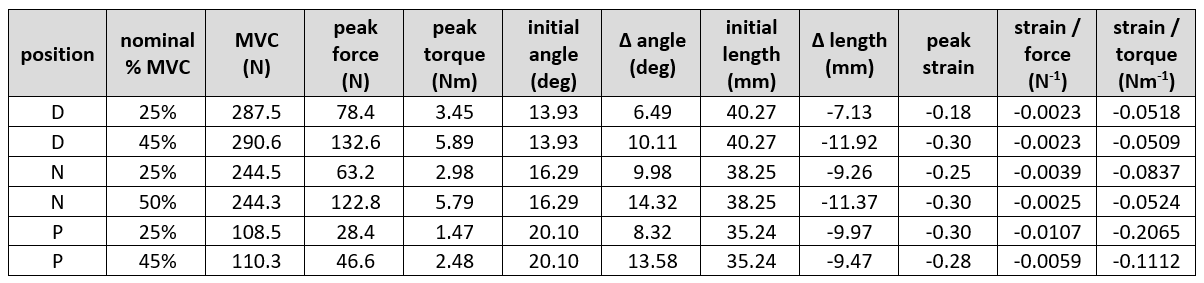 position | nominal % MVC | MVC (N) | peak force (N) | peak torque (Nm) | initial angle (deg) | Δ angle (deg) | initial length (mm) | Δ length (mm) | peak strain | strain / force (N⁻¹) | strain / torque (Nm⁻¹)
D | 25% | 287.5 | 78.4 | 3.45 | 13.93 | 6.49 | 40.27 | -7.13 | -0.18 | -0.0023 | -0.0518
D | 45% | 290.6 | 132.6 | 5.89 | 13.93 | 10.11 | 40.27 | -11.92 | -0.30 | -0.0023 | -0.0509
N | 25% | 244.5 | 63.2 | 2.98 | 16.29 | 9.98 | 38.25 | -9.26 | -0.25 | -0.0039 | -0.0837
N | 50% | 244.3 | 122.8 | 5.79 | 16.29 | 14.32 | 38.25 | -11.37 | -0.30 | -0.0025 | -0.0524
P | 25% | 108.5 | 28.4 | 1.47 | 20.10 | 8.32 | 35.24 | -9.97 | -0.30 | -0.0107 | -0.2065
P | 45% | 110.3 | 46.6 | 2.48 | 20.10 | 13.58 | 35.24 | -9.47 | -0.28 | -0.0059 | -0.1112